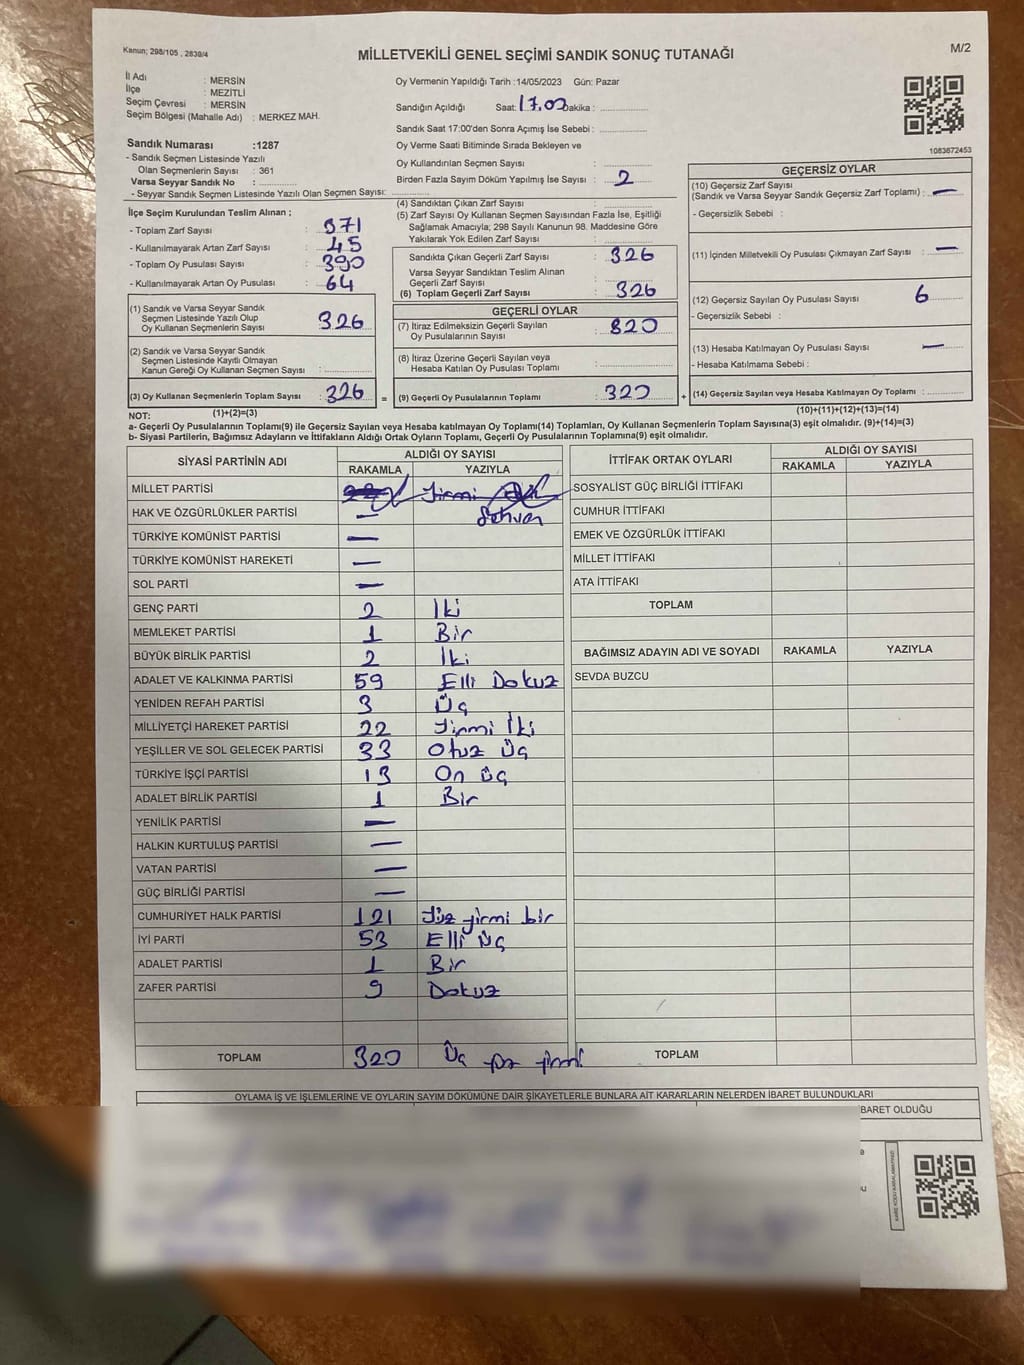 Kanun; 298/105 , 2839/4
MİLLETVEKİLİ GENEL SEÇİMİ SANDIK SONUÇ TUTANAĞI
M/2
İl Adı : MERSİN
İlçe : MEZİTLİ
Seçim Çevresi : MERSİN
Seçim Bölgesi (Mahalle Adı) : MERKEZ MAH.
Oy Vermenin Yapıldığı Tarih :14/05/2023 Gün: Pazar
Sandığın Açıldığı Saat: 17.00 Dakika :
Sandık Saat 17:00'den Sonra Açımış İse Sebebi :
Oy Verme Saati Bitiminde Sırada Bekleyen ve
Oy Kullandırılan Seçmen Sayısı :
Birden Fazla Sayım Döküm Yapılmış İse Sayısı : 2
1083672453
Sandık Numarası :1287
- Sandık Seçmen Listesinde Yazılı
Olan Seçmenlerin Sayısı : 361
Varsa Seyyar Sandık No :
- Seyyar Sandık Seçmen Listesinde Yazılı Olan Seçmen Sayısı:
İlçe Seçim Kurulundan Teslim Alınan ;
- Toplam Zarf Sayısı : 371
- Kullanılmayarak Artan Zarf Sayısı : 45
- Toplam Oy Pusulası Sayısı : 390
- Kullanılmayarak Artan Oy Pusulası : 64
(1) Sandık ve Varsa Seyyar Sandık
Seçmen Listesinde Yazılı Olup
Oy Kullanan Seçmenlerin Sayısı : 326
(2) Sandık ve Varsa Seyyar Sandık
Seçmen Listesinde Kayıtlı Olmayan
Kanun Gereği Oy Kullanan Seçmen Sayısı :
(3) Oy Kullanan Seçmenlerin Toplam Sayısı : 326 =
(4) Sandıktan Çıkan Zarf Sayısı :
(5) Zarf Sayısı Oy Kullanan Seçmen Sayısından Fazla İse, Eşitliği
Sağlamak Amacıyla; 298 Sayılı Kanunun 98. Maddesine Göre
Yakılarak Yok Edilen Zarf Sayısı :
Sandıkta Çıkan Geçerli Zarf Sayısı : 326
Varsa Seyyar Sandıktan Teslim Alınan
Geçerli Zarf Sayısı :
(6) Toplam Geçerli Zarf Sayısı : 326
GEÇERLİ OYLAR
(7) İtiraz Edilmeksizin Geçerli Sayılan
Oy Pusulalarının Sayısı : 320
(8) İtiraz Üzerine Geçerli Sayılan veya
Hesaba Katılan Oy Pusulası Toplamı :
(9) Geçerli Oy Pusulalarının Toplamı : 320 +
GEÇERSİZ OYLAR
(10) Geçersiz Zarf Sayısı
(Sandık ve Varsa Seyyar Sandık Geçersiz Zarf Toplamı) : —
- Geçersizlik Sebebi :
(11) İçinden Milletvekili Oy Pusulası Çıkmayan Zarf Sayısı : —
(12) Geçersiz Sayılan Oy Pusulası Sayısı : 6
- Geçersizlik Sebebi :
(13) Hesaba Katılmayan Oy Pusulası Sayısı : —
- Hesaba Katılmama Sebebi :
(14) Geçersiz Sayılan veya Hesaba Katılmayan Oy Toplamı :
NOT: (1)+(2)=(3)
(10)+(11)+(12)+(13)=(14)
a- Geçerli Oy Pusulalarının Toplamı(9) ile Geçersiz Sayılan veya Hesaba katılmayan Oy Toplamı(14) Toplamları, Oy Kullanan Seçmenlerin Toplam Sayısına(3) eşit olmalıdır. (9)+(14)=(3)
b- Siyasi Partilerin, Bağımsız Adayların ve İttifakların Aldığı Ortak Oyların Toplamı, Geçerli Oy Pusulalarının Toplamına(9) eşit olmalıdır.
SİYASİ PARTİNİN ADI
ALDIĞI OY SAYISI
RAKAMLA YAZIYLA
MİLLET PARTİSİ 22 Yirmi
HAK VE ÖZGÜRLÜKLER PARTİSİ — Sehven
TÜRKİYE KOMÜNİST PARTİSİ —
TÜRKİYE KOMÜNİST HAREKETİ —
SOL PARTİ —
GENÇ PARTİ 2 İki
MEMLEKET PARTİSİ 1 Bir
BÜYÜK BİRLİK PARTİSİ 2 İki
ADALET VE KALKINMA PARTİSİ 59 Elli Dokuz
YENİDEN REFAH PARTİSİ 3 Üç
MİLLİYETÇİ HAREKET PARTİSİ 22 Yirmi İki
YEŞİLLER VE SOL GELECEK PARTİSİ 33 Otuz Üç
TÜRKİYE İŞÇİ PARTİSİ 13 On üç
ADALET BİRLİK PARTİSİ 1 Bir
YENİLİK PARTİSİ —
HALKIN KURTULUŞ PARTİSİ —
VATAN PARTİSİ —
GÜÇ BİRLİĞİ PARTİSİ —
CUMHURİYET HALK PARTİSİ 121 Yüz yirmi bir
İYİ PARTİ 53 Elli üç
ADALET PARTİSİ 1 Bir
ZAFER PARTİSİ 9 Dokuz
TOPLAM 320 Üç yüz yirmi
İTTİFAK ORTAK OYLARI
ALDIĞI OY SAYISI
RAKAMLA YAZIYLA
SOSYALİST GÜÇ BİRLİĞİ İTTİFAKI
CUMHUR İTTİFAKI
EMEK VE ÖZGÜRLÜK İTTİFAKI
MİLLET İTTİFAKI
ATA İTTİFAKI
TOPLAM
BAĞIMSIZ ADAYIN ADI VE SOYADI RAKAMLA YAZIYLA
SEVDA BUZCU
TOPLAM
OYLAMA İŞ VE İŞLEMLERİNE VE OYLARIN SAYIM DÖKÜMÜNE DAİR ŞİKAYETLERLE BUNLARA AİT KARARLARIN NELERDEN İBARET BULUNDUKLARI
BARET OLDUĞU